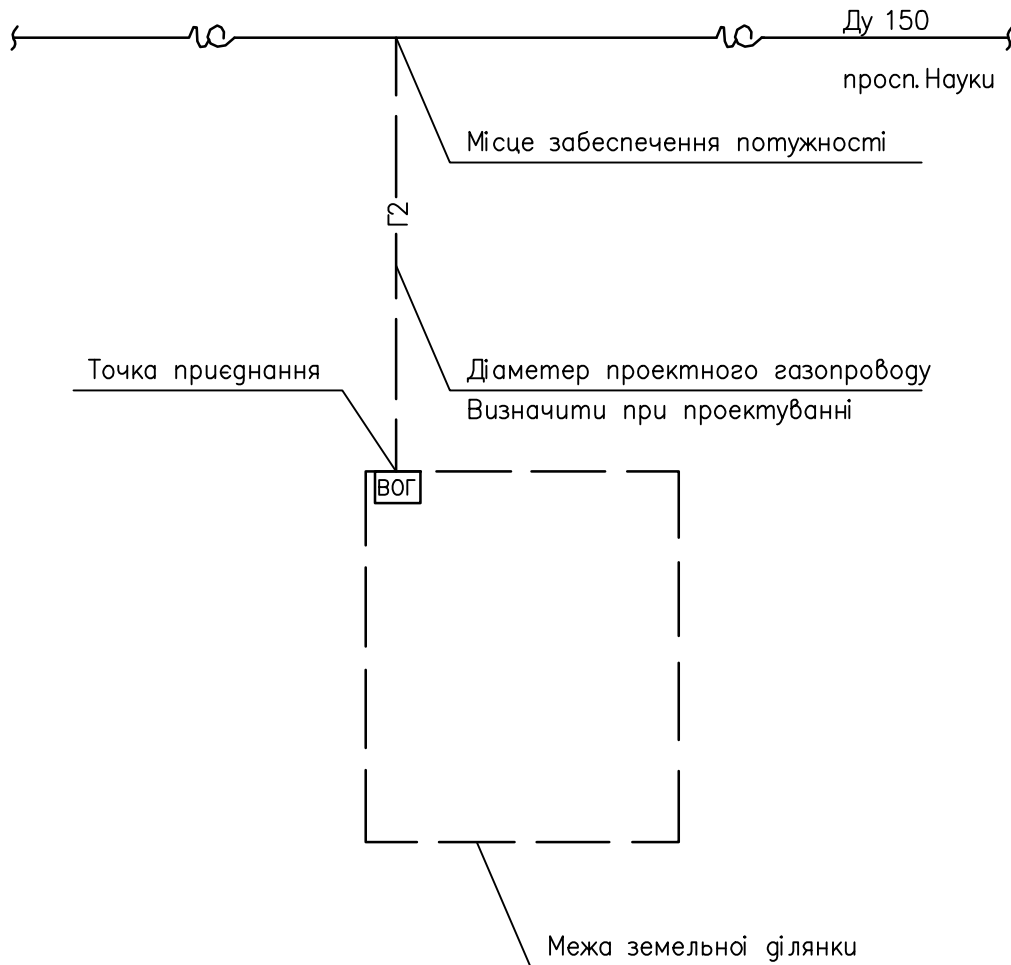 Ду 150
просп. Науки
Місце забеспечення потужності
Г2
Точка приєднання
Діаметер проектного газопроводу
Визначити при проектуванні
ВОГ
Межа земельної ділянки